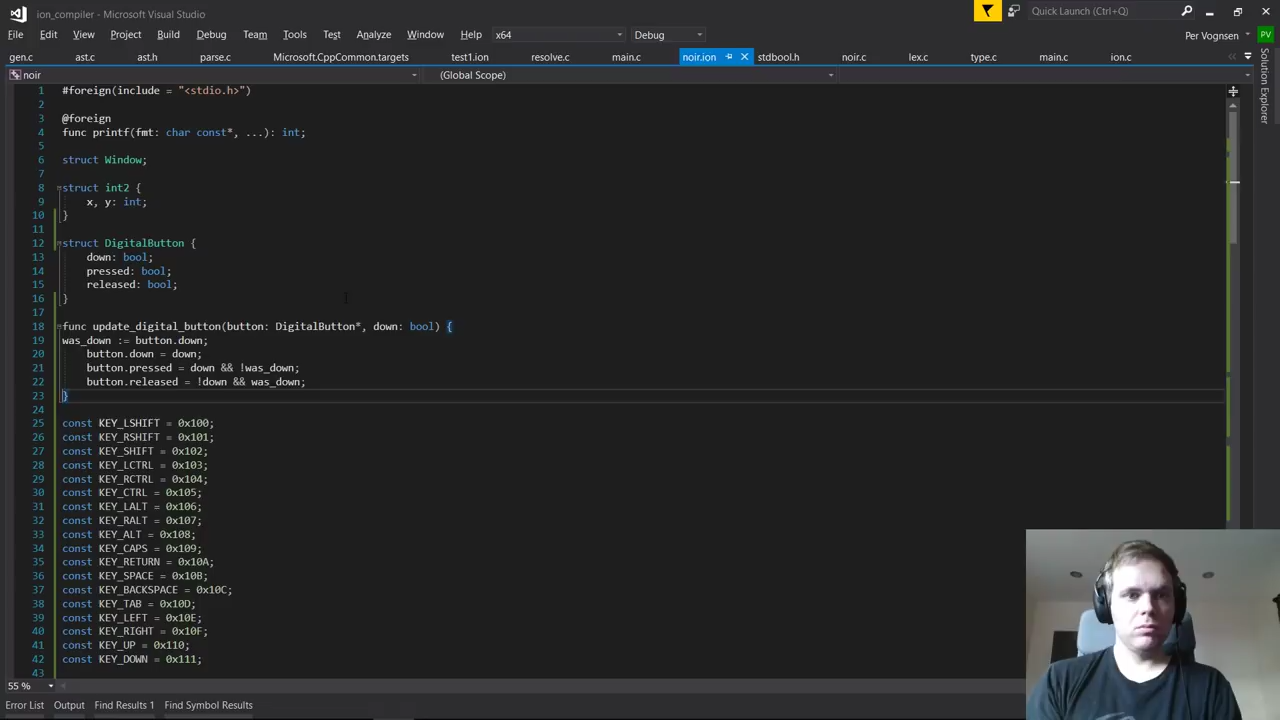 ion_compiler - Microsoft Visual Studio
Quick Launch (Ctrl+Q)
File Edit View Project Build Debug Team Tools Test Analyze Window Help x64 Debug Per Vognsen PV
gen.c ast.c ast.h parse.c Microsoft.CppCommon.targets test1.ion resolve.c main.c noir.ion stdbool.h noir.c lex.c type.c main.c ion.c
noir (Global Scope)
Solution Explorer
1 #foreign(include = "<stdio.h>")
2
3 @foreign
4 func printf(fmt: char const*, ...): int;
5
6 struct Window;
7
8 struct int2 {
9 x, y: int;
10 }
11
12 struct DigitalButton {
13 down: bool;
14 pressed: bool;
15 released: bool;
16 }
17
18 func update_digital_button(button: DigitalButton*, down: bool) {
19 was_down := button.down;
20 button.down = down;
21 button.pressed = down && !was_down;
22 button.released = !down && was_down;
23 }
24
25 const KEY_LSHIFT = 0x100;
26 const KEY_RSHIFT = 0x101;
27 const KEY_SHIFT = 0x102;
28 const KEY_LCTRL = 0x103;
29 const KEY_RCTRL = 0x104;
30 const KEY_CTRL = 0x105;
31 const KEY_LALT = 0x106;
32 const KEY_RALT = 0x107;
33 const KEY_ALT = 0x108;
34 const KEY_CAPS = 0x109;
35 const KEY_RETURN = 0x10A;
36 const KEY_SPACE = 0x10B;
37 const KEY_BACKSPACE = 0x10C;
38 const KEY_TAB = 0x10D;
39 const KEY_LEFT = 0x10E;
40 const KEY_RIGHT = 0x10F;
41 const KEY_UP = 0x110;
42 const KEY_DOWN = 0x111;
43
55 %
Error List Output Find Results 1 Find Symbol Results